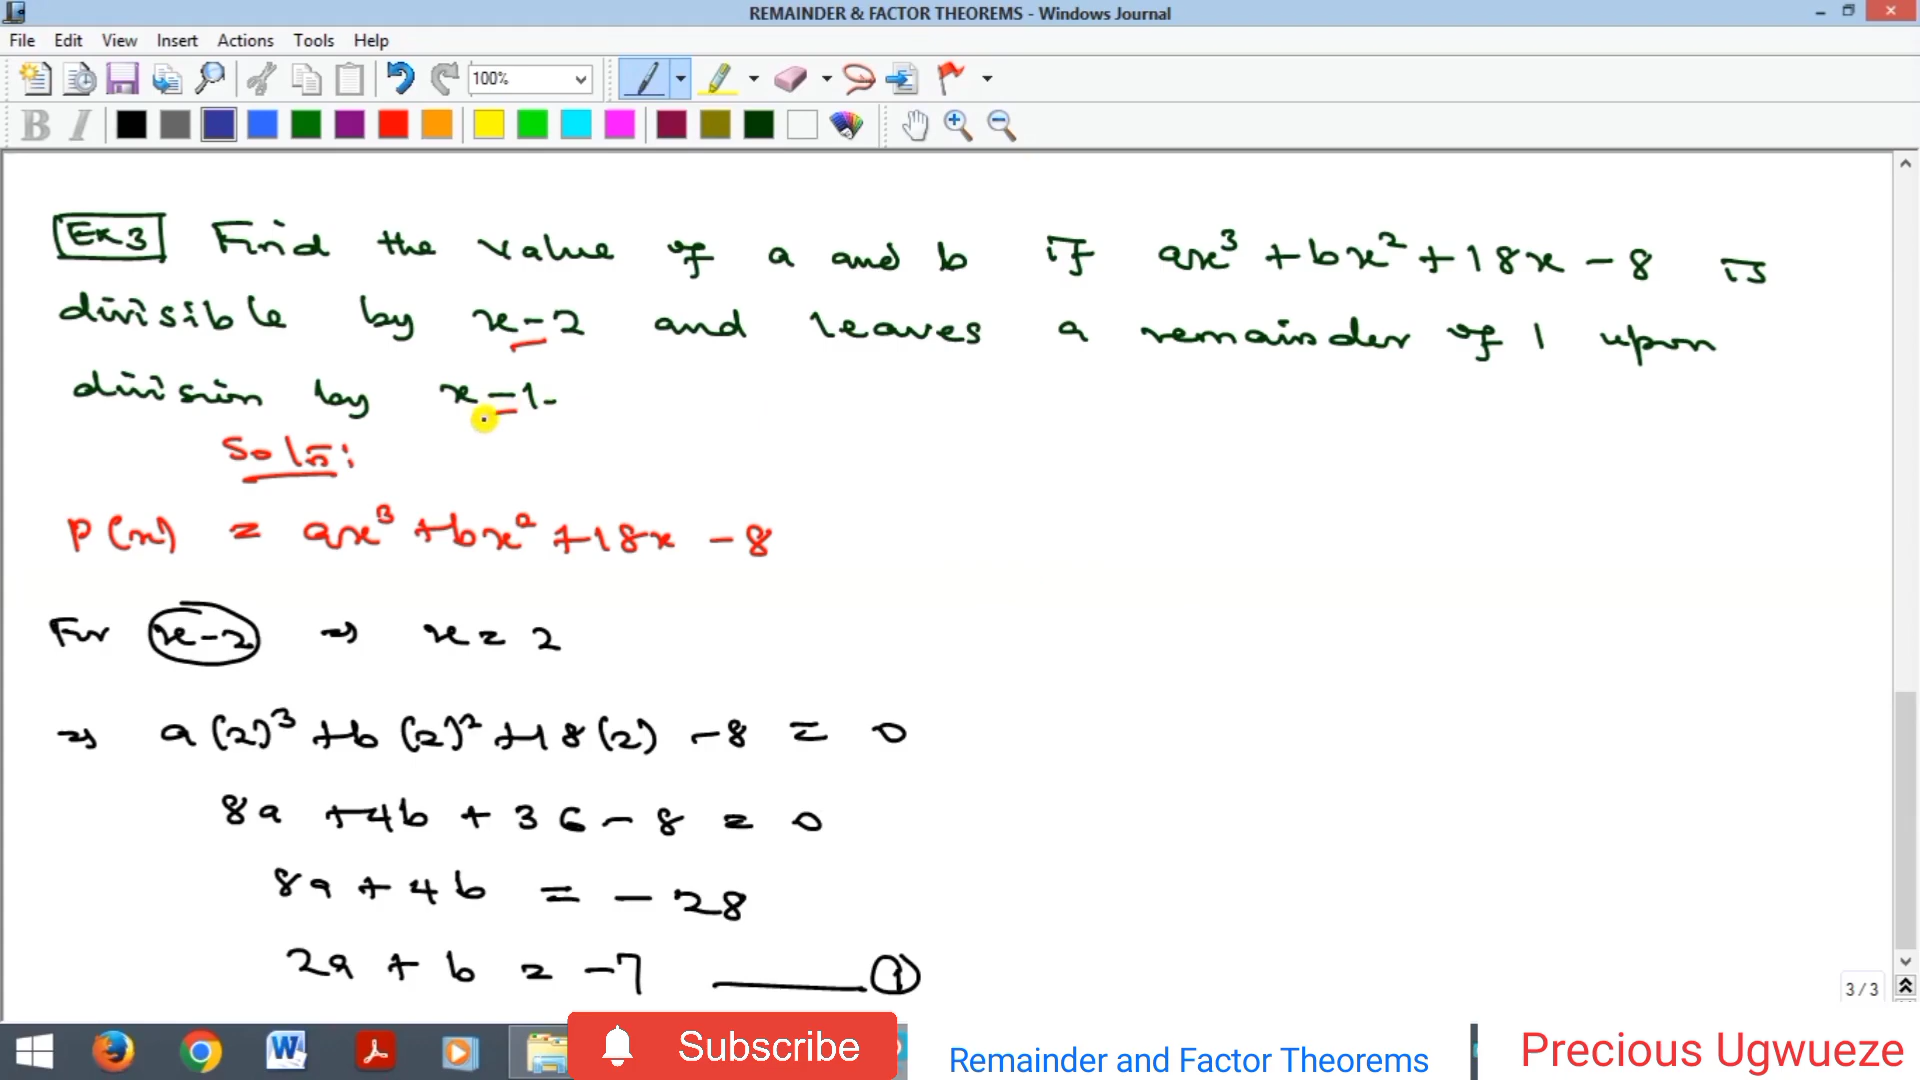 REMAINDER & FACTOR THEOREMS - Windows Journal
File Edit View Insert Actions Tools Help
100%
B I
Ex3 Find the value of a and b if ax³ + bx² + 18x - 8 is
divisible by x-2 and leaves a remainder of 1 upon
division by x-1.
Soln:
P(x) = ax³ + bx² + 18x - 8
For x-2 ⇒ x = 2
⇒ a(2)³ + b(2)² + 18(2) - 8 = 0
8a + 4b + 36 - 8 = 0
8a + 4b = -28
2a + b = -7 ——— ①
3 / 3
Subscribe
Remainder and Factor Theorems
Precious Ugwueze